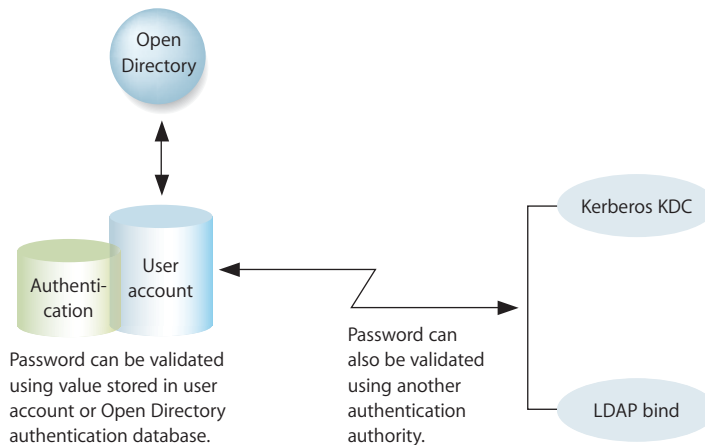 Open
Directory
Kerberos KDC
User
account
Authenti-
cation
Password can be validated
using value stored in user
account or Open Directory
authentication database.
Password can
also be validated
using another
authentication
authority.
LDAP bind